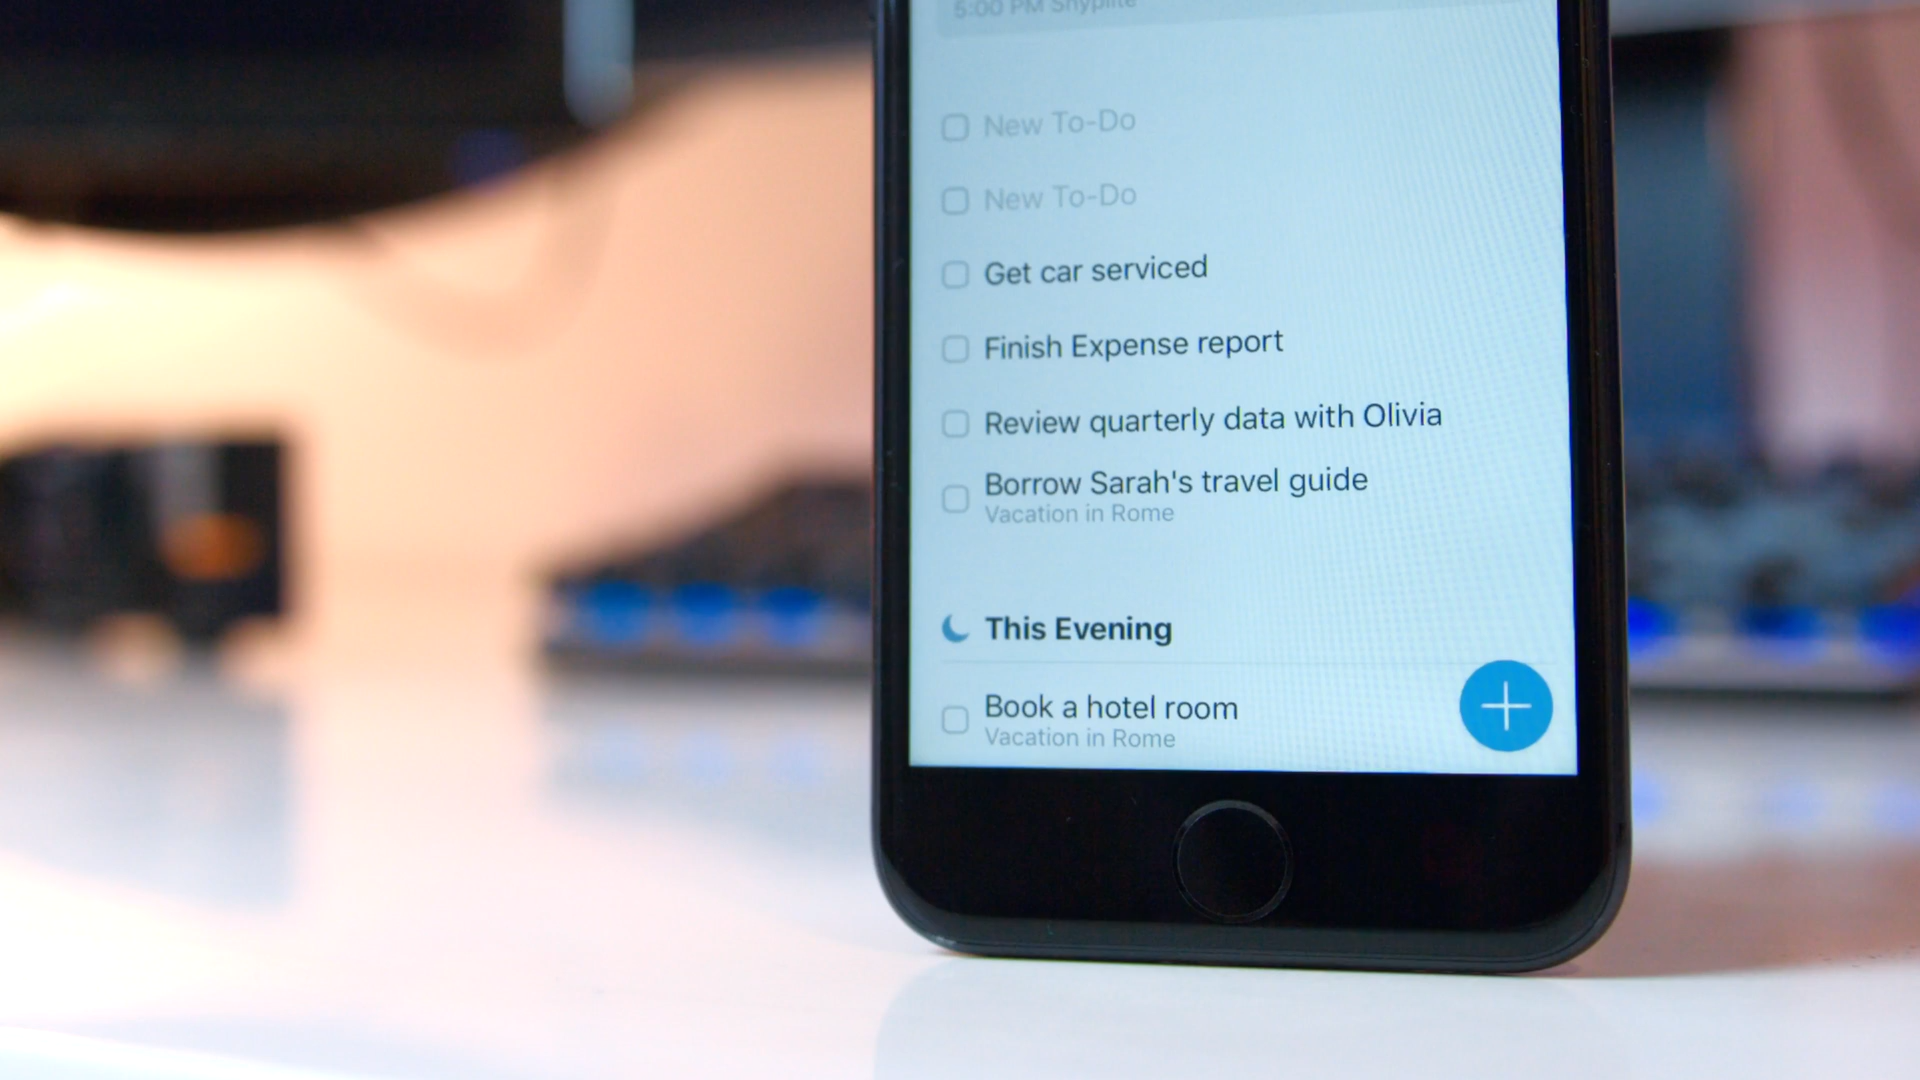 5:00 PM Shyplite
New To-Do
New To-Do
Get car serviced
Finish Expense report
Review quarterly data with Olivia
Borrow Sarah's travel guide
Vacation in Rome
This Evening
Book a hotel room
Vacation in Rome